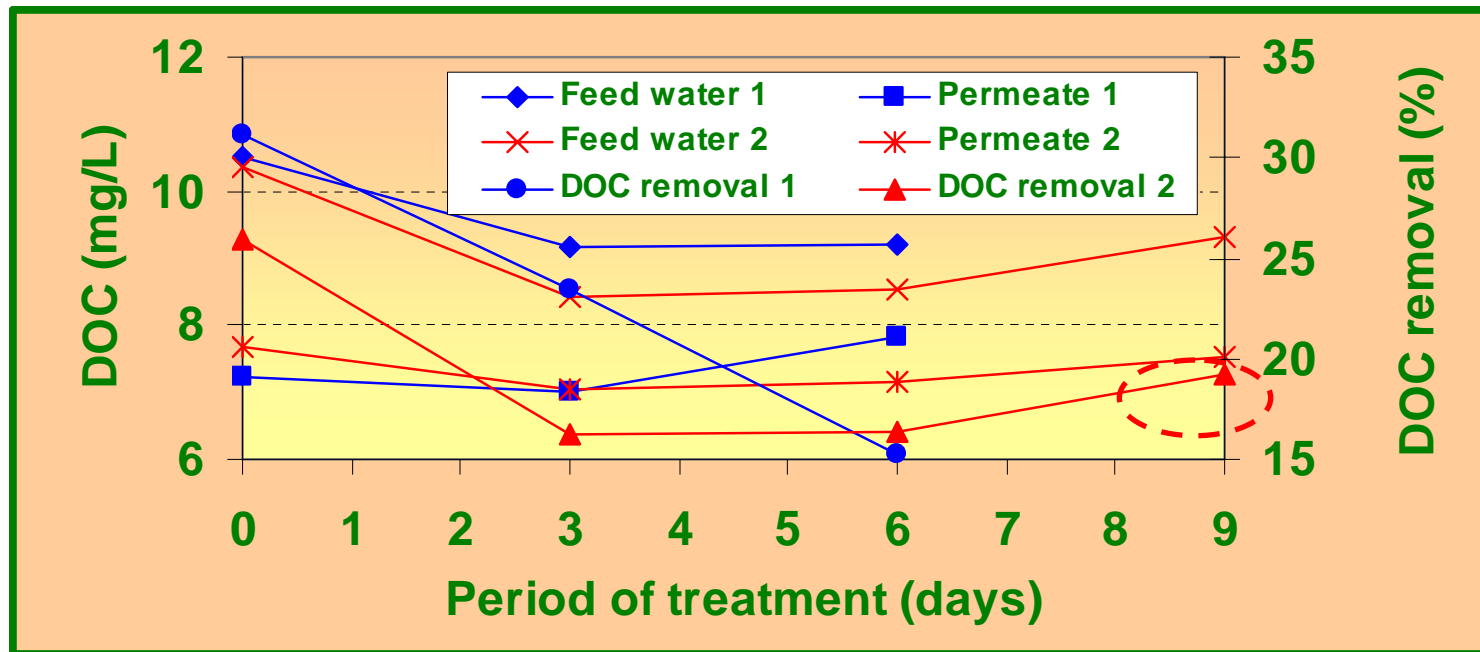 DOC (mg/L)
12
10
8
6
Feed water 1
Permeate 1
Feed water 2
Permeate 2
DOC removal 1
DOC removal 2
35
30
25
20
15
DOC removal (%)
0 1 2 3 4 5 6 7 8 9
Period of treatment (days)